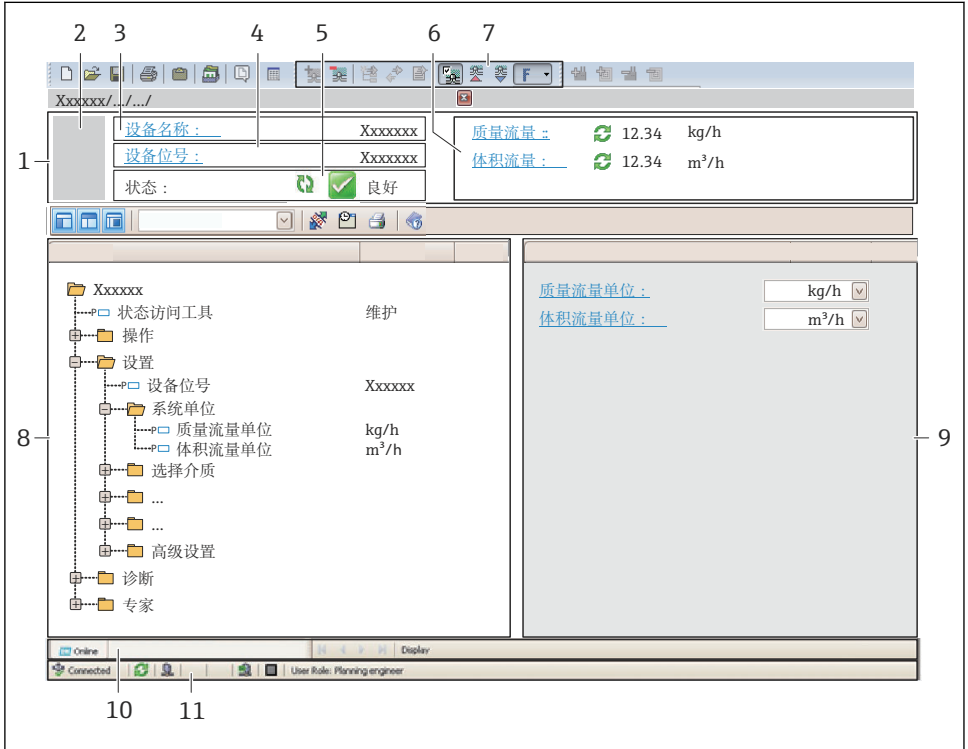 2 3 4 5 6 7
F
Xxxxxx/.../.../
1
设备名称： Xxxxxxx
设备位号： Xxxxxxx
状态： 良好
质量流量： 12.34 kg/h
体积流量： 12.34 m³/h
Xxxxxx
P 状态访问工具 维护
操作
设置
P 设备位号 Xxxxxx
系统单位
P 质量流量单位 kg/h
P 体积流量单位 m³/h
选择介质
...
...
高级设置
诊断
专家
质量流量单位： kg/h
体积流量单位： m³/h
8
9
Online Display
Connected User Role: Planning engineer
10 11